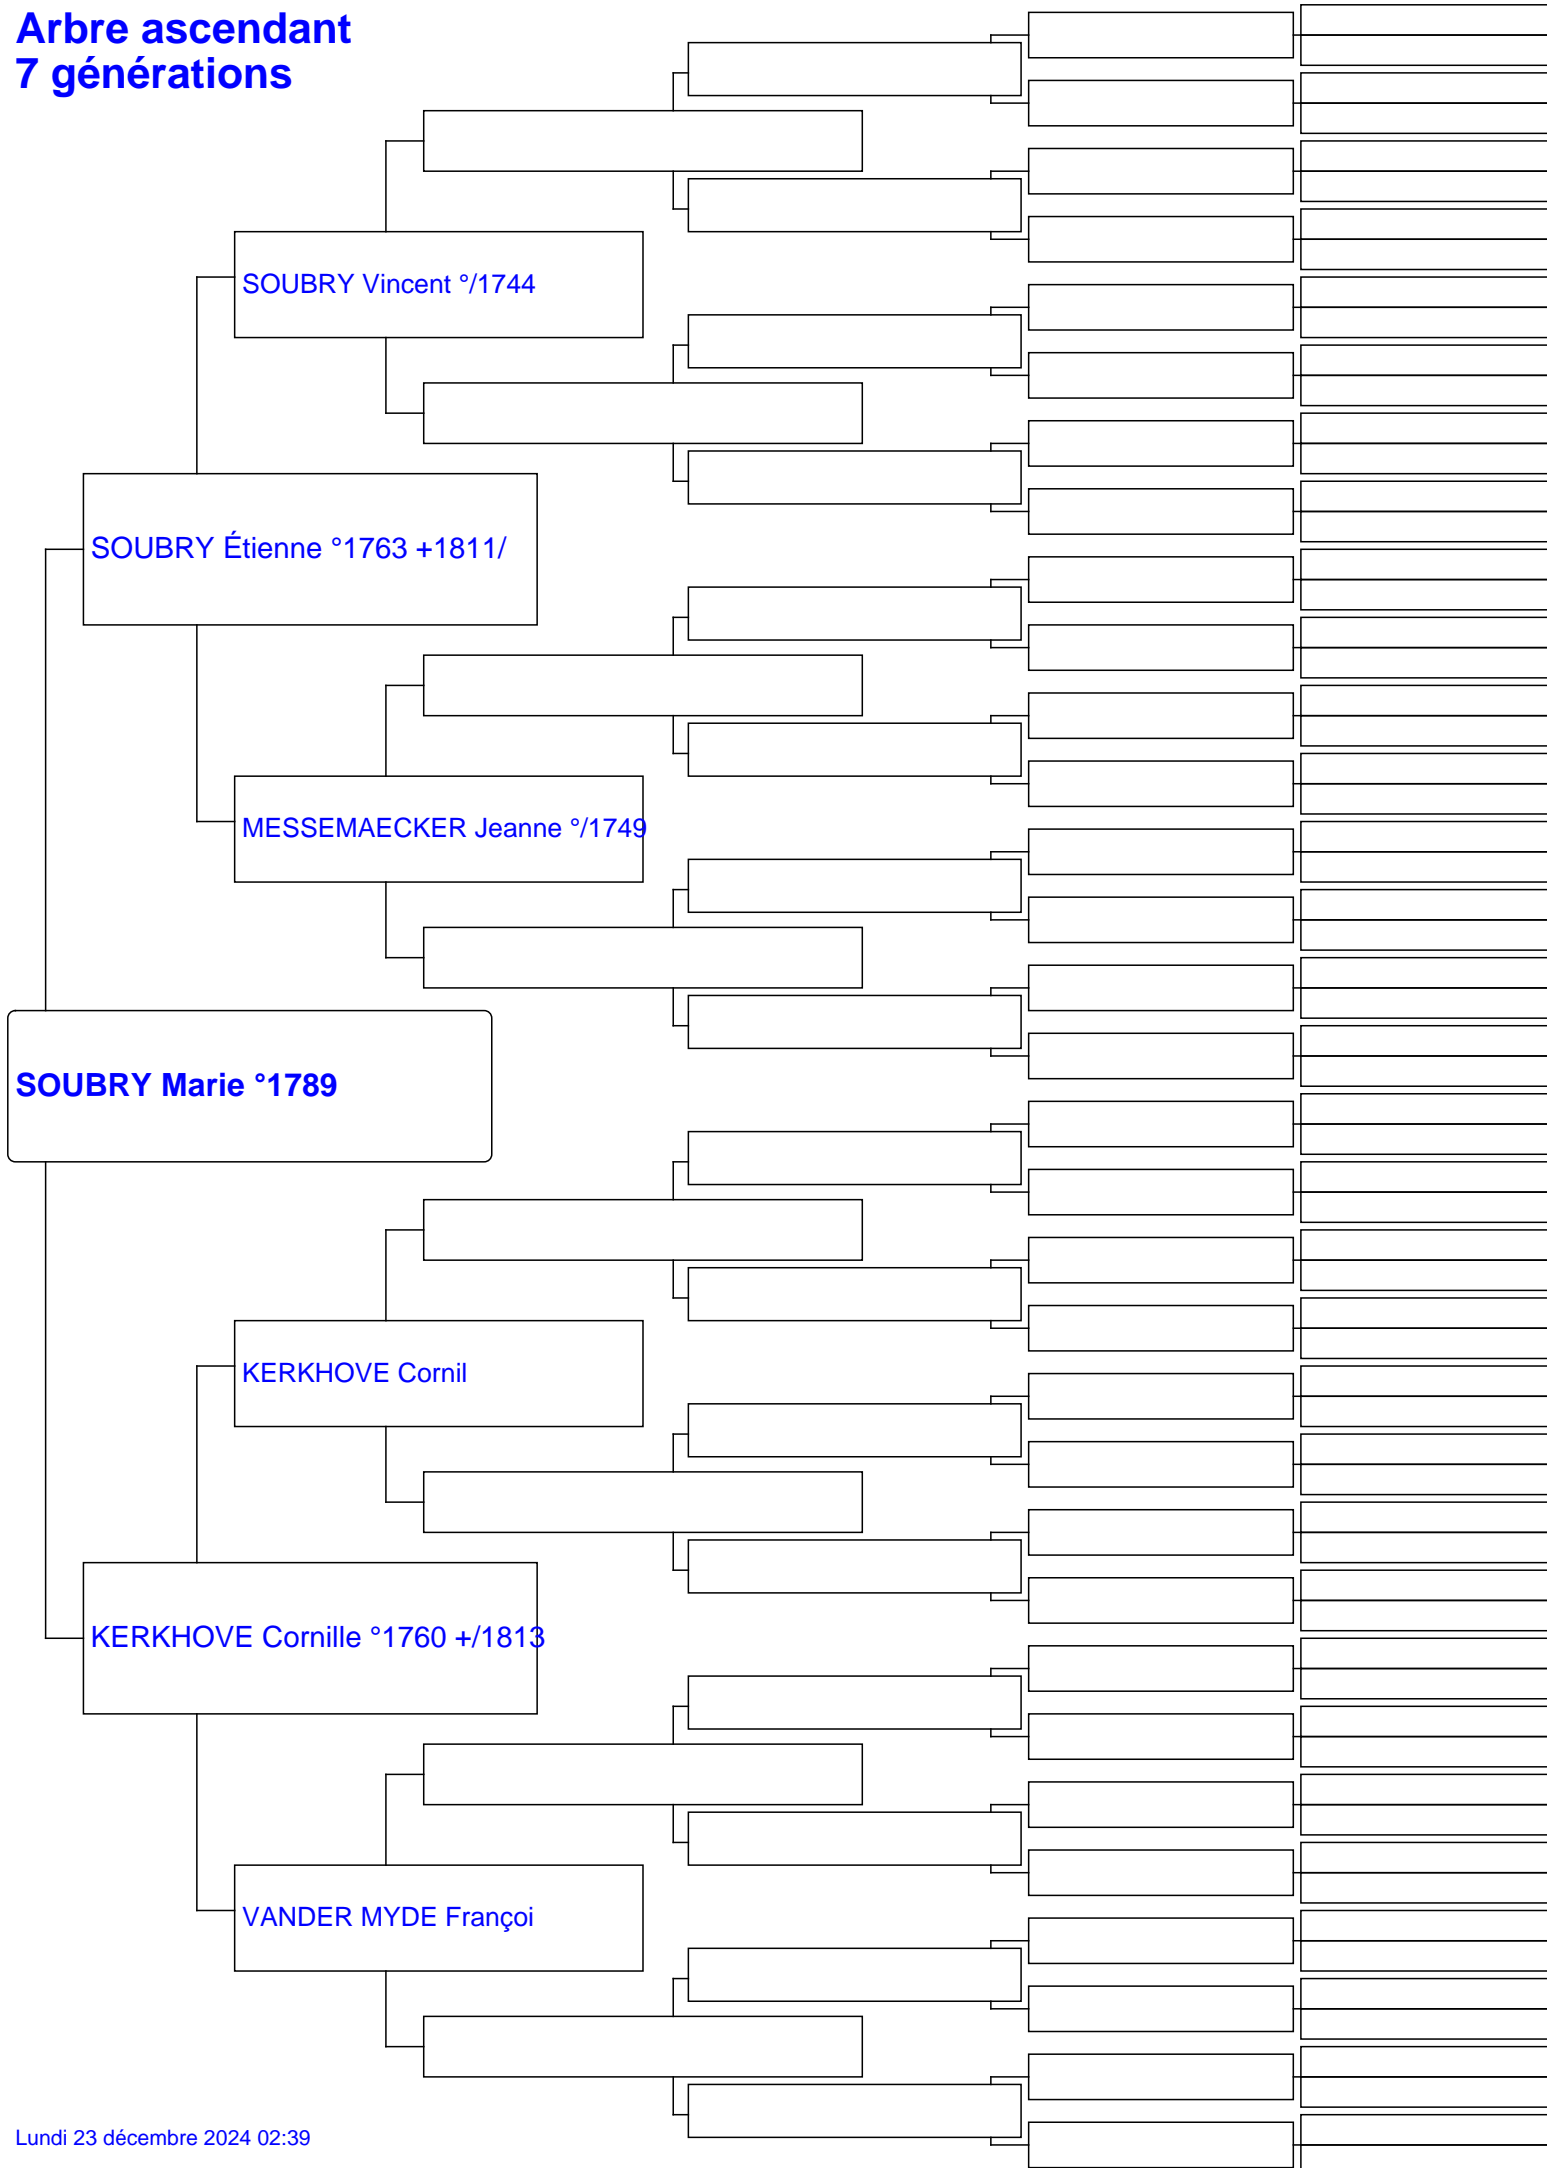 Arbre ascendant
7 générations
SOUBRY Vincent °/1744
SOUBRY Étienne °1763 +1811/
MESSEMAECKER Jeanne °/1749
SOUBRY Marie °1789
KERKHOVE Cornil
KERKHOVE Cornille °1760 +/1813
VANDER MYDE Françoi
Lundi 23 décembre 2024 02:39